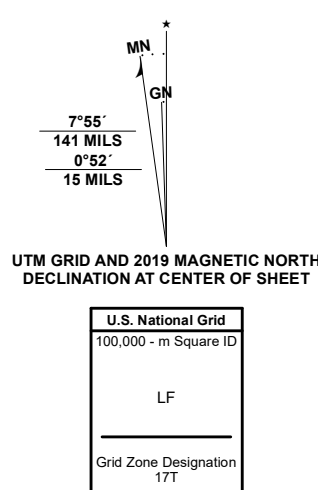 MN
GN
7°55´
141 MILS
0°52´
15 MILS
UTM GRID AND 2019 MAGNETIC NORTH
DECLINATION AT CENTER OF SHEET
U.S. National Grid
100,000 - m Square ID
LF
Grid Zone Designation
17T